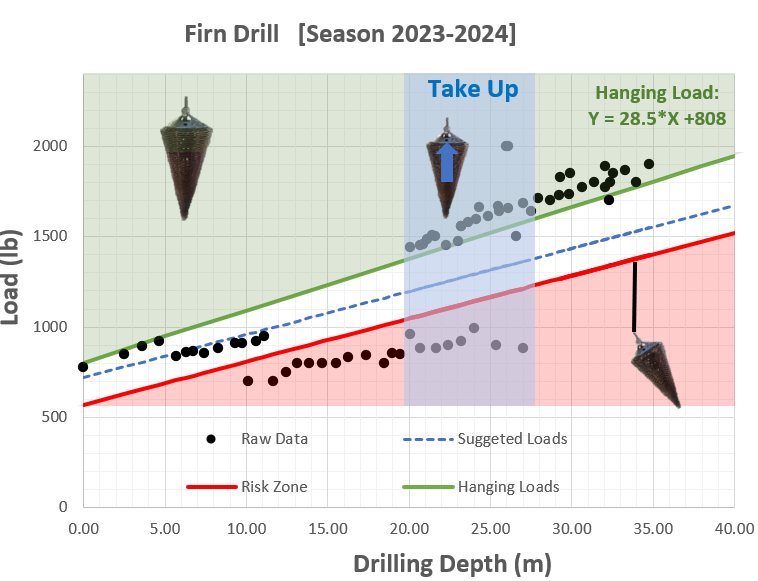 Firn Drill [Season 2023-2024]
Take Up
Hanging Load:
Y = 28.5*X +808
Load (lb)
2000
1500
1000
500
0
Raw Data
Suggeted Loads
Risk Zone
Hanging Loads
0.00 5.00 10.00 15.00 20.00 25.00 30.00 35.00 40.00
Drilling Depth (m)